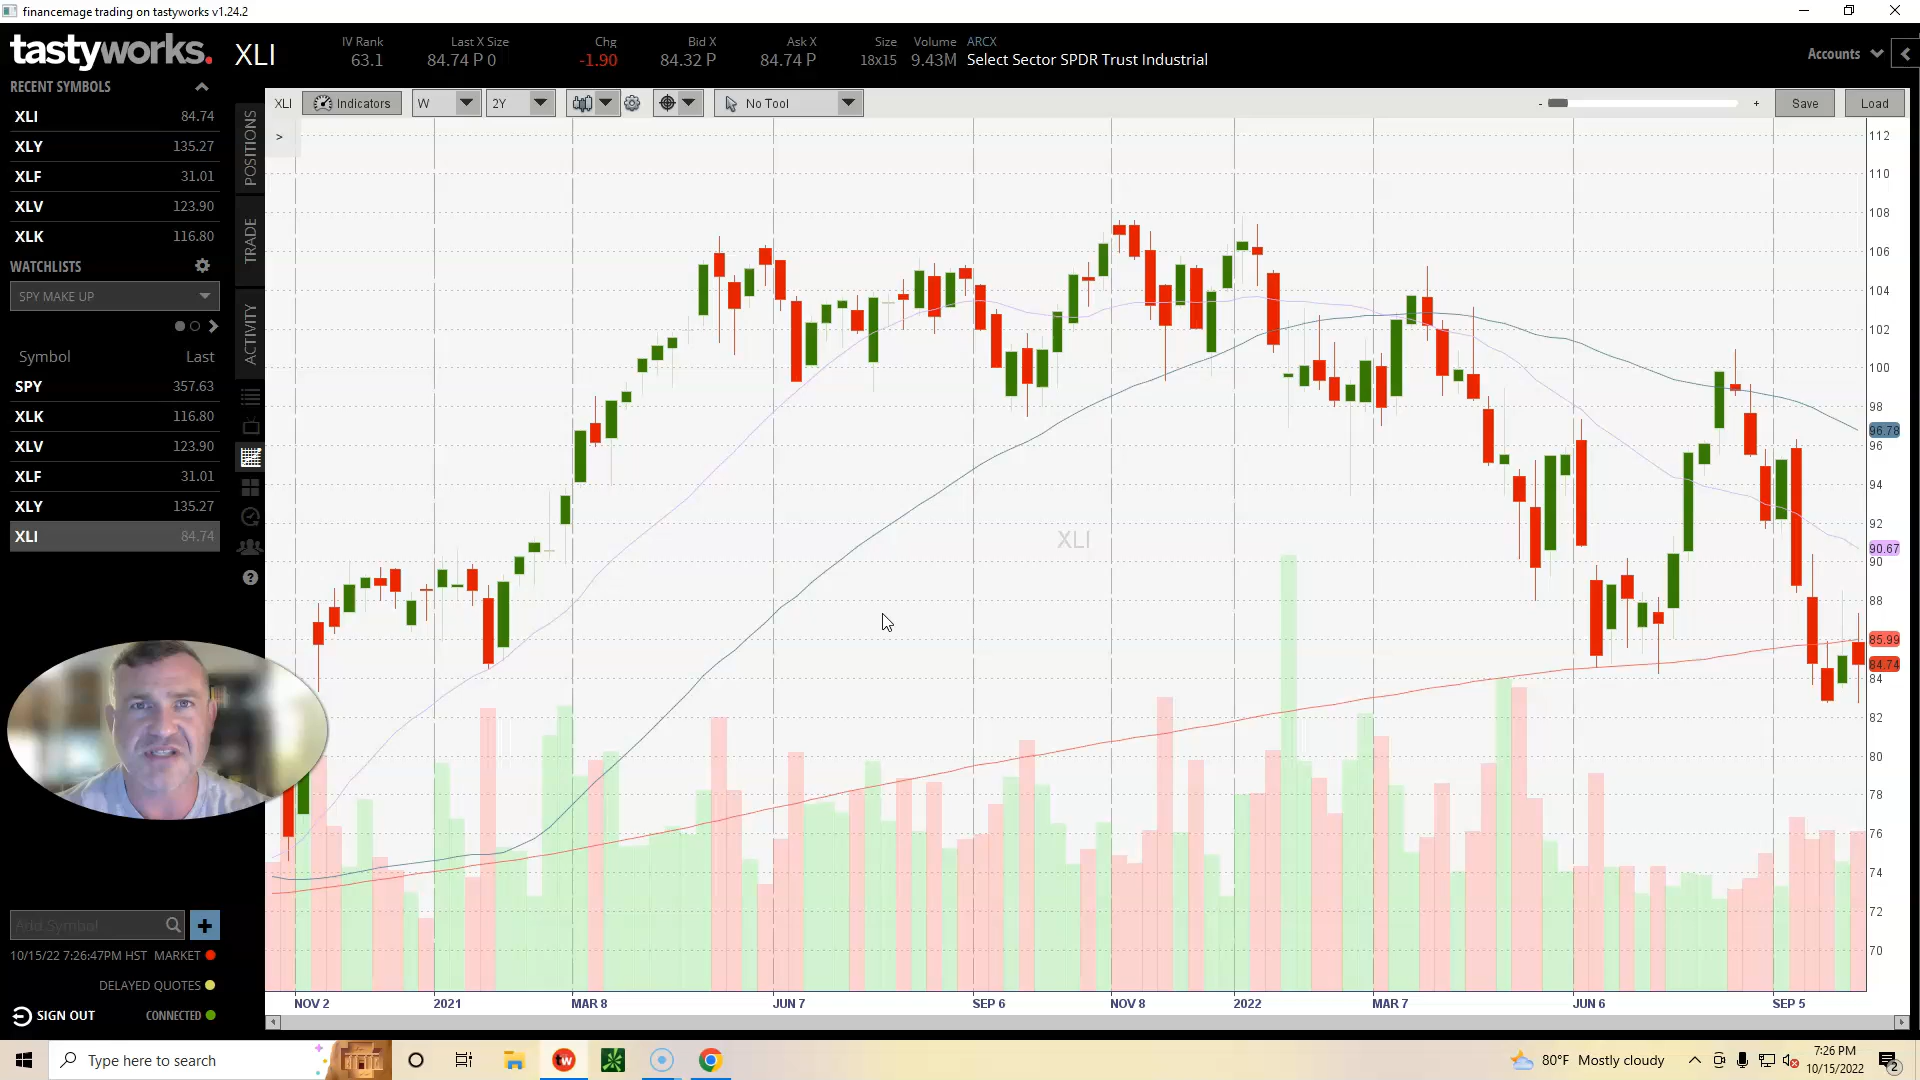 financemage trading on tastyworks v1.24.2
tastyworks.
XLI
IV Rank
63.1
Last X Size
84.74 P 0
Chg
-1.90
Bid X
84.32 P
Ask X
84.74 P
Size
18x15
Volume
9.43M
ARCX
Select Sector SPDR Trust Industrial
Accounts
RECENT SYMBOLS
XLI 84.74
XLY 135.27
XLF 31.01
XLV 123.90
XLK 116.80
WATCHLISTS
SPY MAKE UP
Symbol Last
SPY 357.63
XLK 116.80
XLV 123.90
XLF 31.01
XLY 135.27
XLI 84.74
POSITIONS
TRADE
ACTIVITY
?
XLI Indicators W 2Y No Tool - + Save Load
>
XLI
112
110
108
106
104
102
100
98
96.78
96
94
92
90.67
90
88
85.99
84.74
84
82
80
78
76
74
72
70
NOV 2 2021 MAR 8 JUN 7 SEP 6 NOV 8 2022 MAR 7 JUN 6 SEP 5
Add Symbol
+
10/15/22 7:26:47PM HST MARKET
DELAYED QUOTES
SIGN OUT CONNECTED
Type here to search
tw
80°F Mostly cloudy
7:26 PM
10/15/2022
2